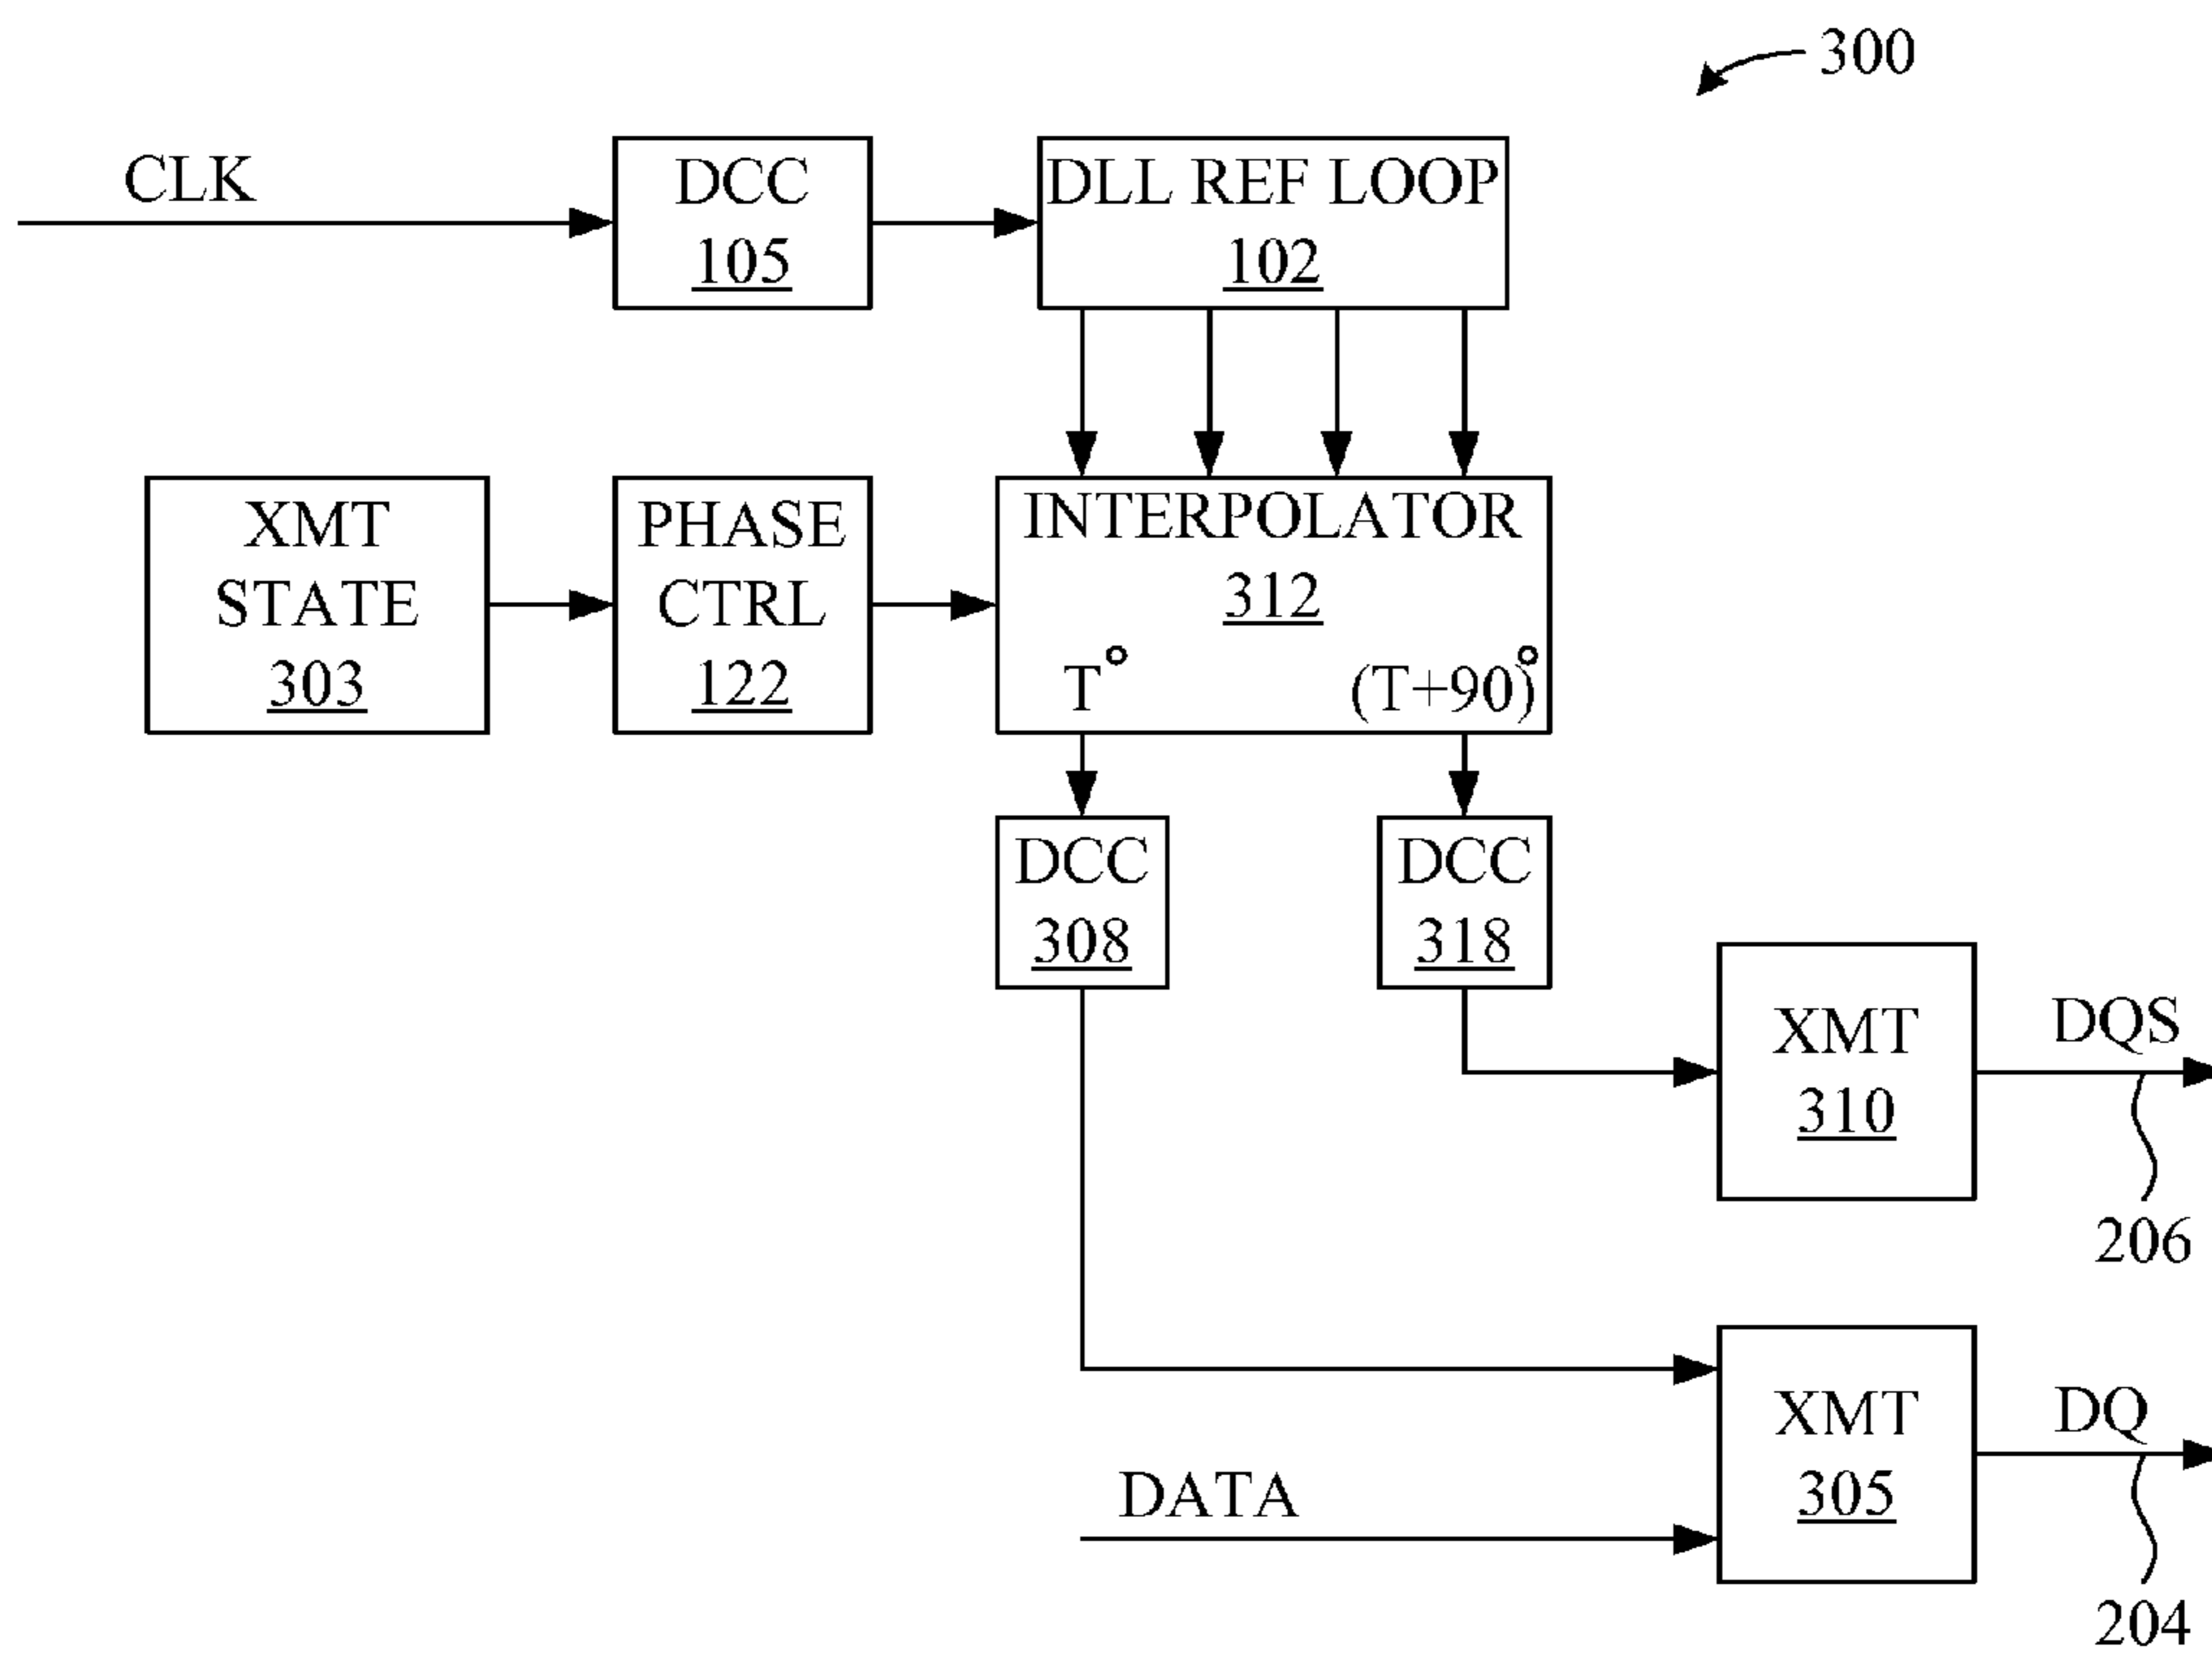 300
CLK
DCC
105
DLL REF LOOP
102
XMT
STATE
303
PHASE
CTRL
122
INTERPOLATOR
312
T° (T+90)°
DCC
308
DCC
318
XMT
310
DQS
206
XMT
305
DQ
204
DATA